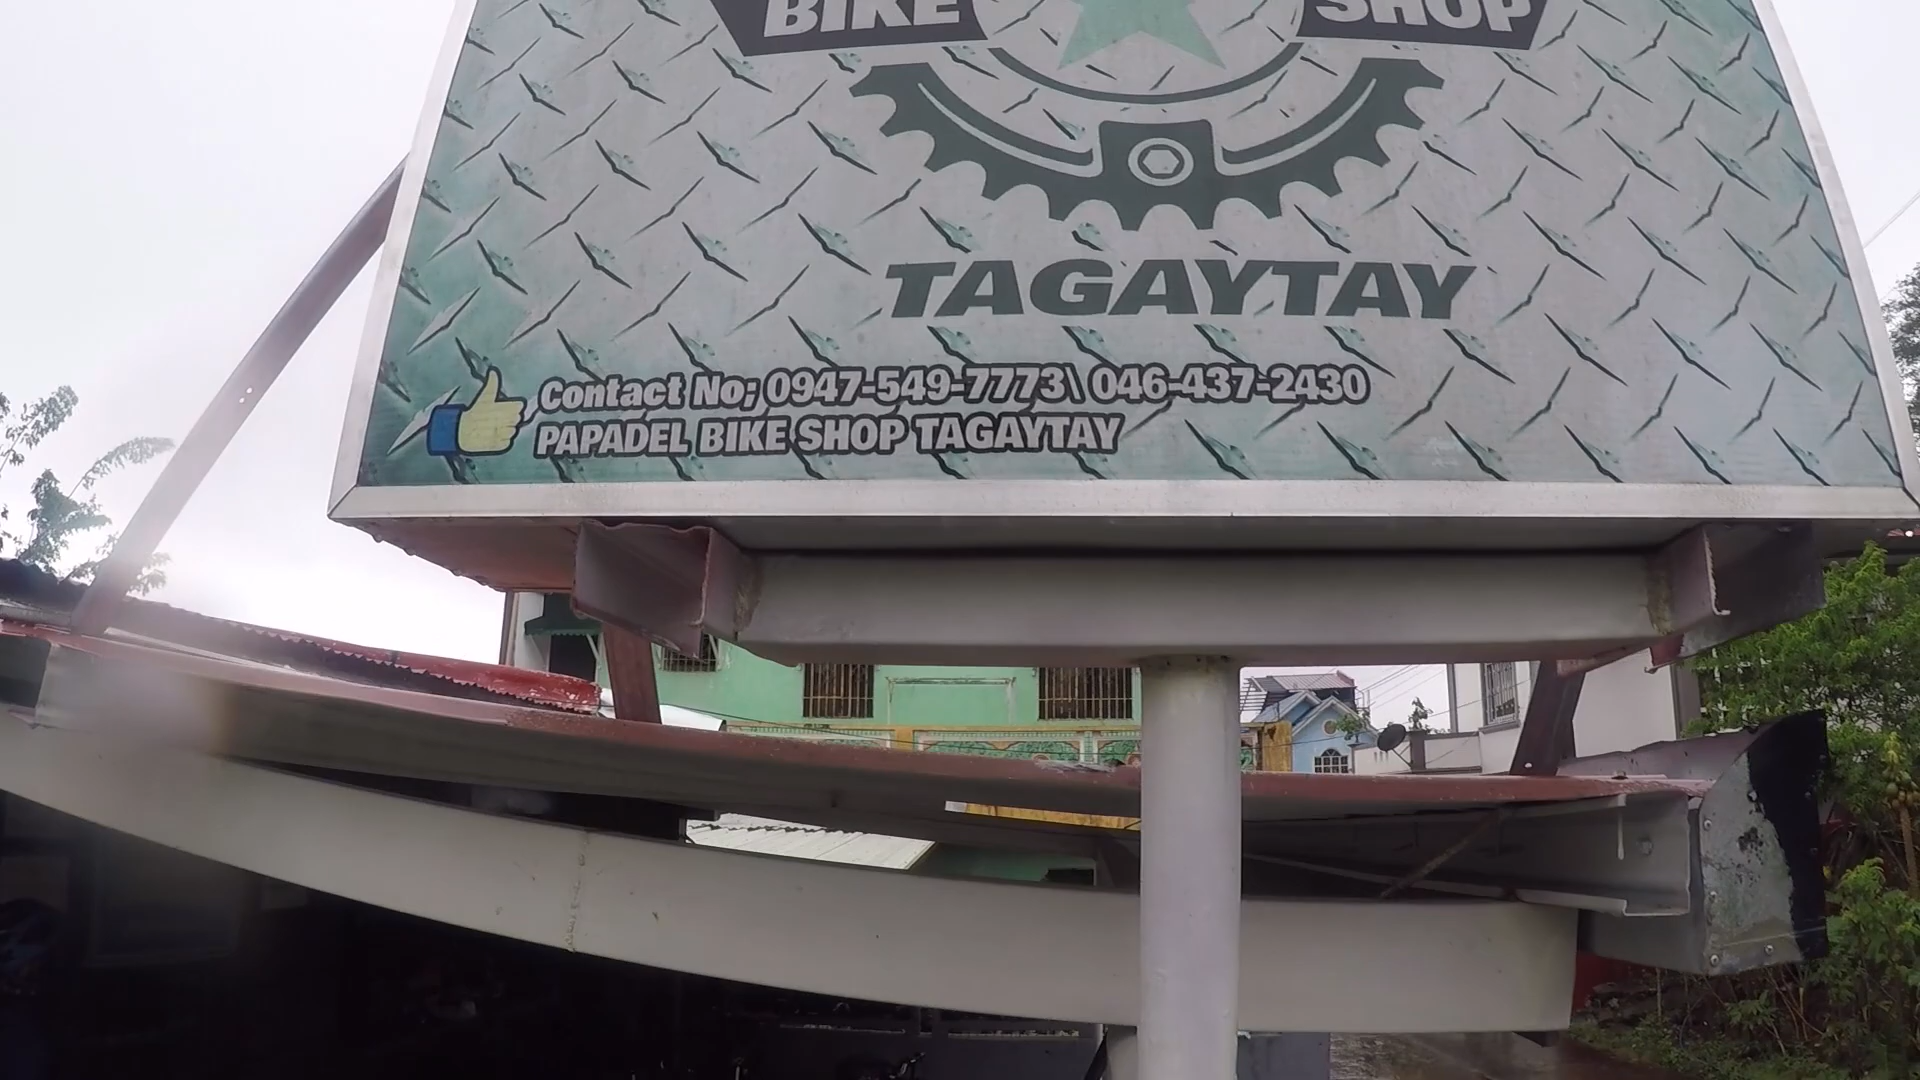 BIKE SHOP
TAGAYTAY
Contact No; 0947-549-7773\ 046-437-2430
PAPADEL BIKE SHOP TAGAYTAY